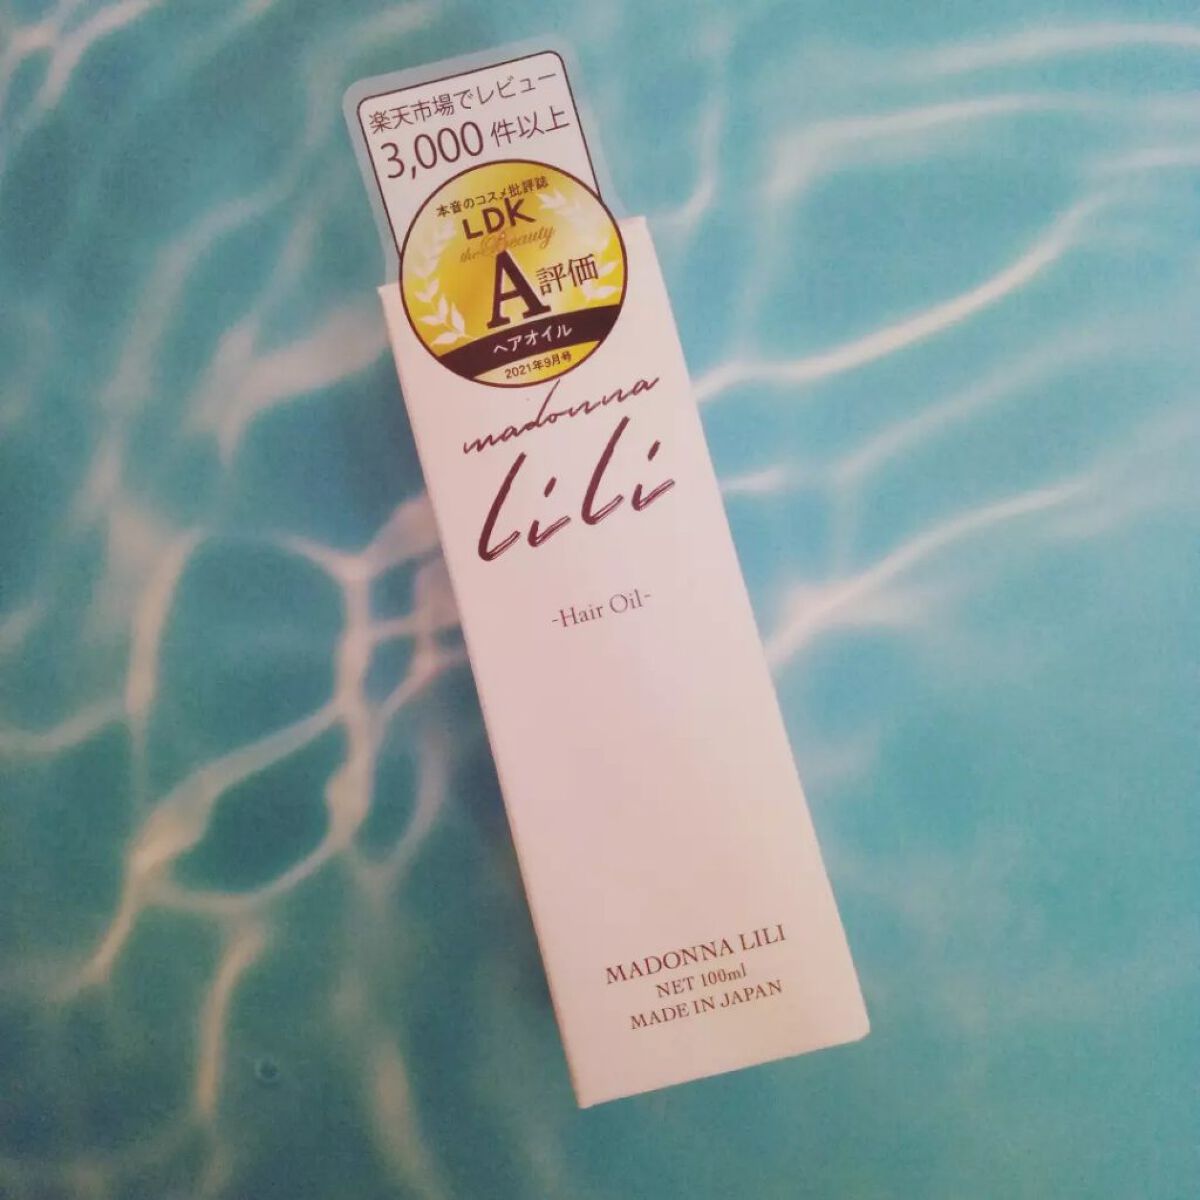 楽天市場でレビュー
3,000件以上
本音のコスメ批評誌
LDK
the Beauty
A評価
ヘアオイル
2021年9月号
madonna
Lili
-Hair Oil-
MADONNA LILI
NET 100ml
MADE IN JAPAN